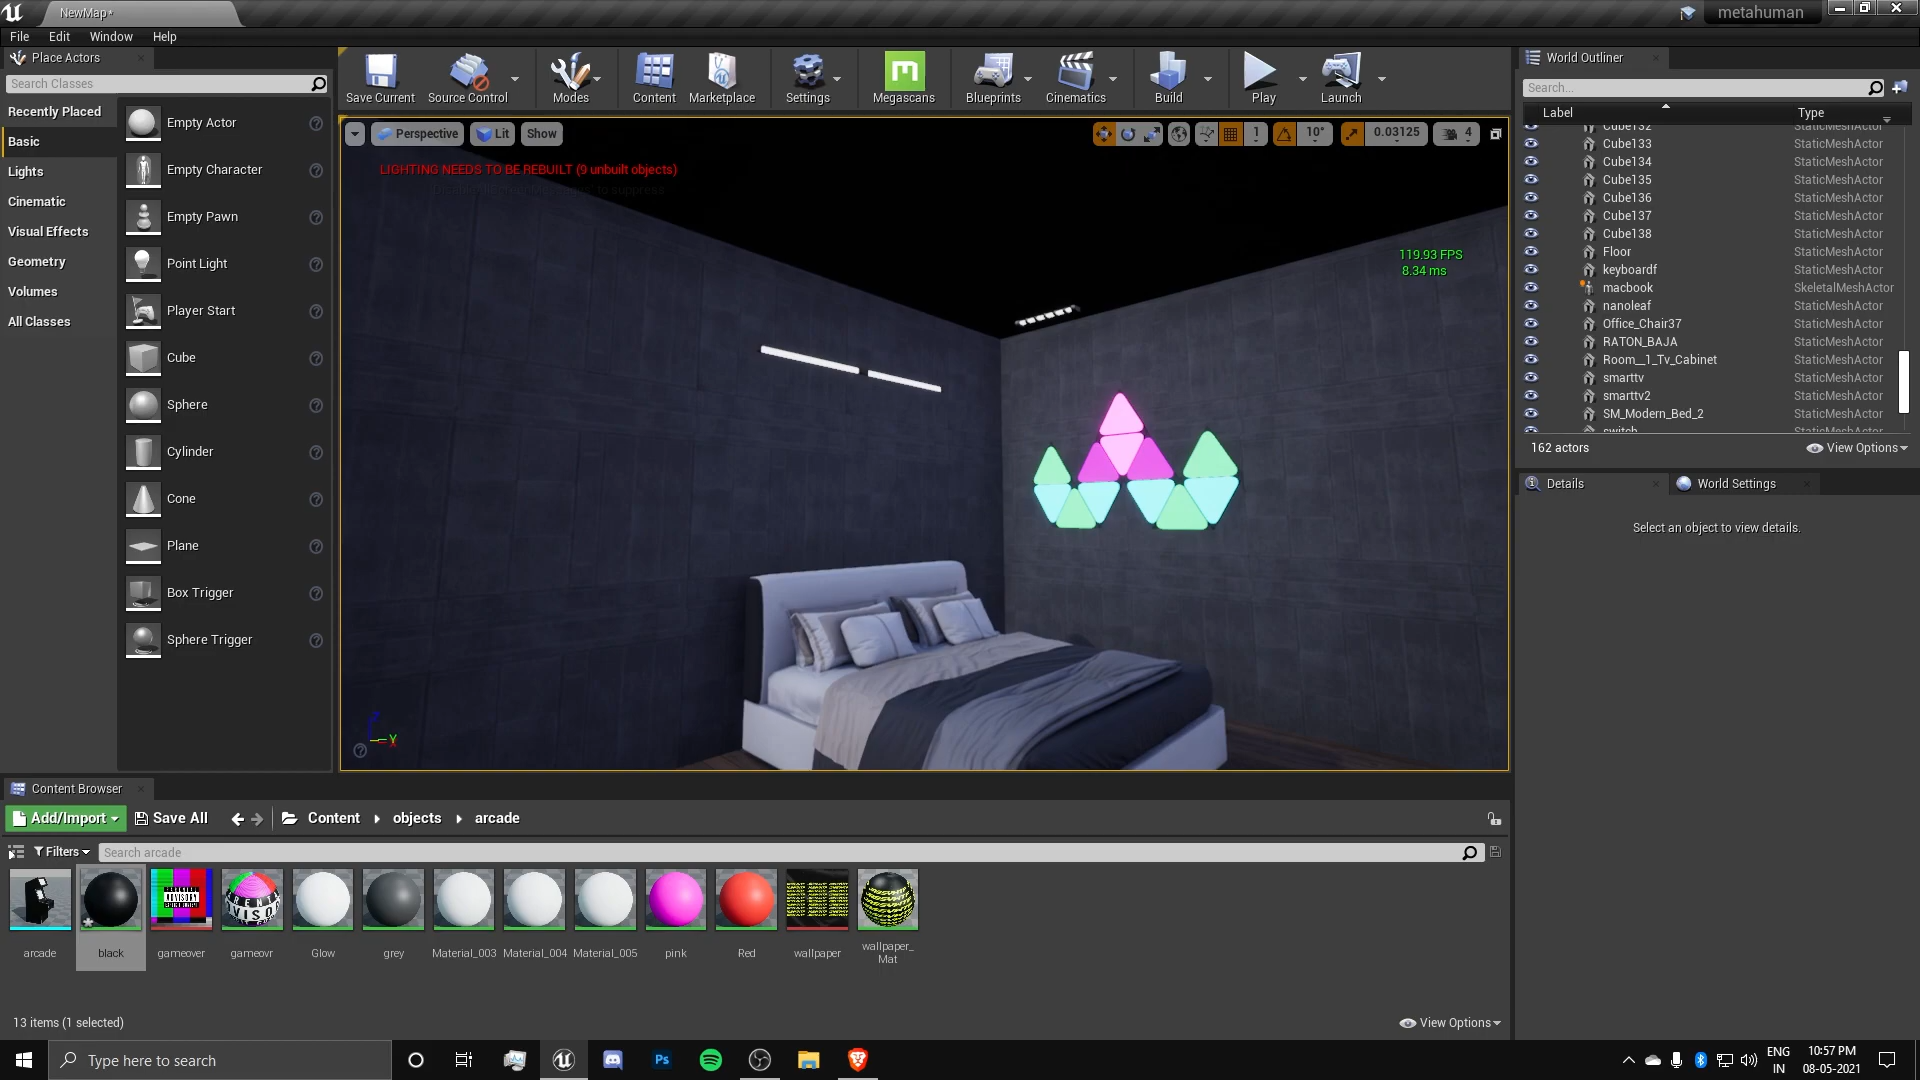 NewMap*
metahuman
File Edit Window Help
Place Actors
Search Classes
Recently Placed
Basic
Lights
Cinematic
Visual Effects
Geometry
Volumes
All Classes
Empty Actor
Empty Character
Empty Pawn
Point Light
Player Start
Cube
Sphere
Cylinder
Cone
Plane
Box Trigger
Sphere Trigger
Save Current
Source Control
Modes
Content
Marketplace
Settings
Megascans
Blueprints
Cinematics
Build
Play
Launch
Perspective Lit Show
1 10° 0.03125 4
LIGHTING NEEDS TO BE REBUILT (9 unbuilt objects)
119.93 FPS
8.34 ms
Y
World Outliner
Search...
Label Type
Cube132 StaticMeshActor
Cube133 StaticMeshActor
Cube134 StaticMeshActor
Cube135 StaticMeshActor
Cube136 StaticMeshActor
Cube137 StaticMeshActor
Cube138 StaticMeshActor
Floor StaticMeshActor
keyboardf StaticMeshActor
macbook SkeletalMeshActor
nanoleaf StaticMeshActor
Office_Chair37 StaticMeshActor
RATON_BAJA StaticMeshActor
Room__1_Tv_Cabinet StaticMeshActor
smarttv StaticMeshActor
smarttv2 StaticMeshActor
SM_Modern_Bed_2 StaticMeshActor
switch StaticMeshActor
162 actors View Options
Details World Settings
Select an object to view details.
Content Browser
Add/Import Save All Content objects arcade
Filters Search arcade
arcade
black
gameover
gameovr
Glow
grey
Material_003
Material_004
Material_005
pink
Red
wallpaper
wallpaper_
Mat
13 items (1 selected) View Options
Type here to search
Ps
ENG
IN
10:57 PM
08-05-2021